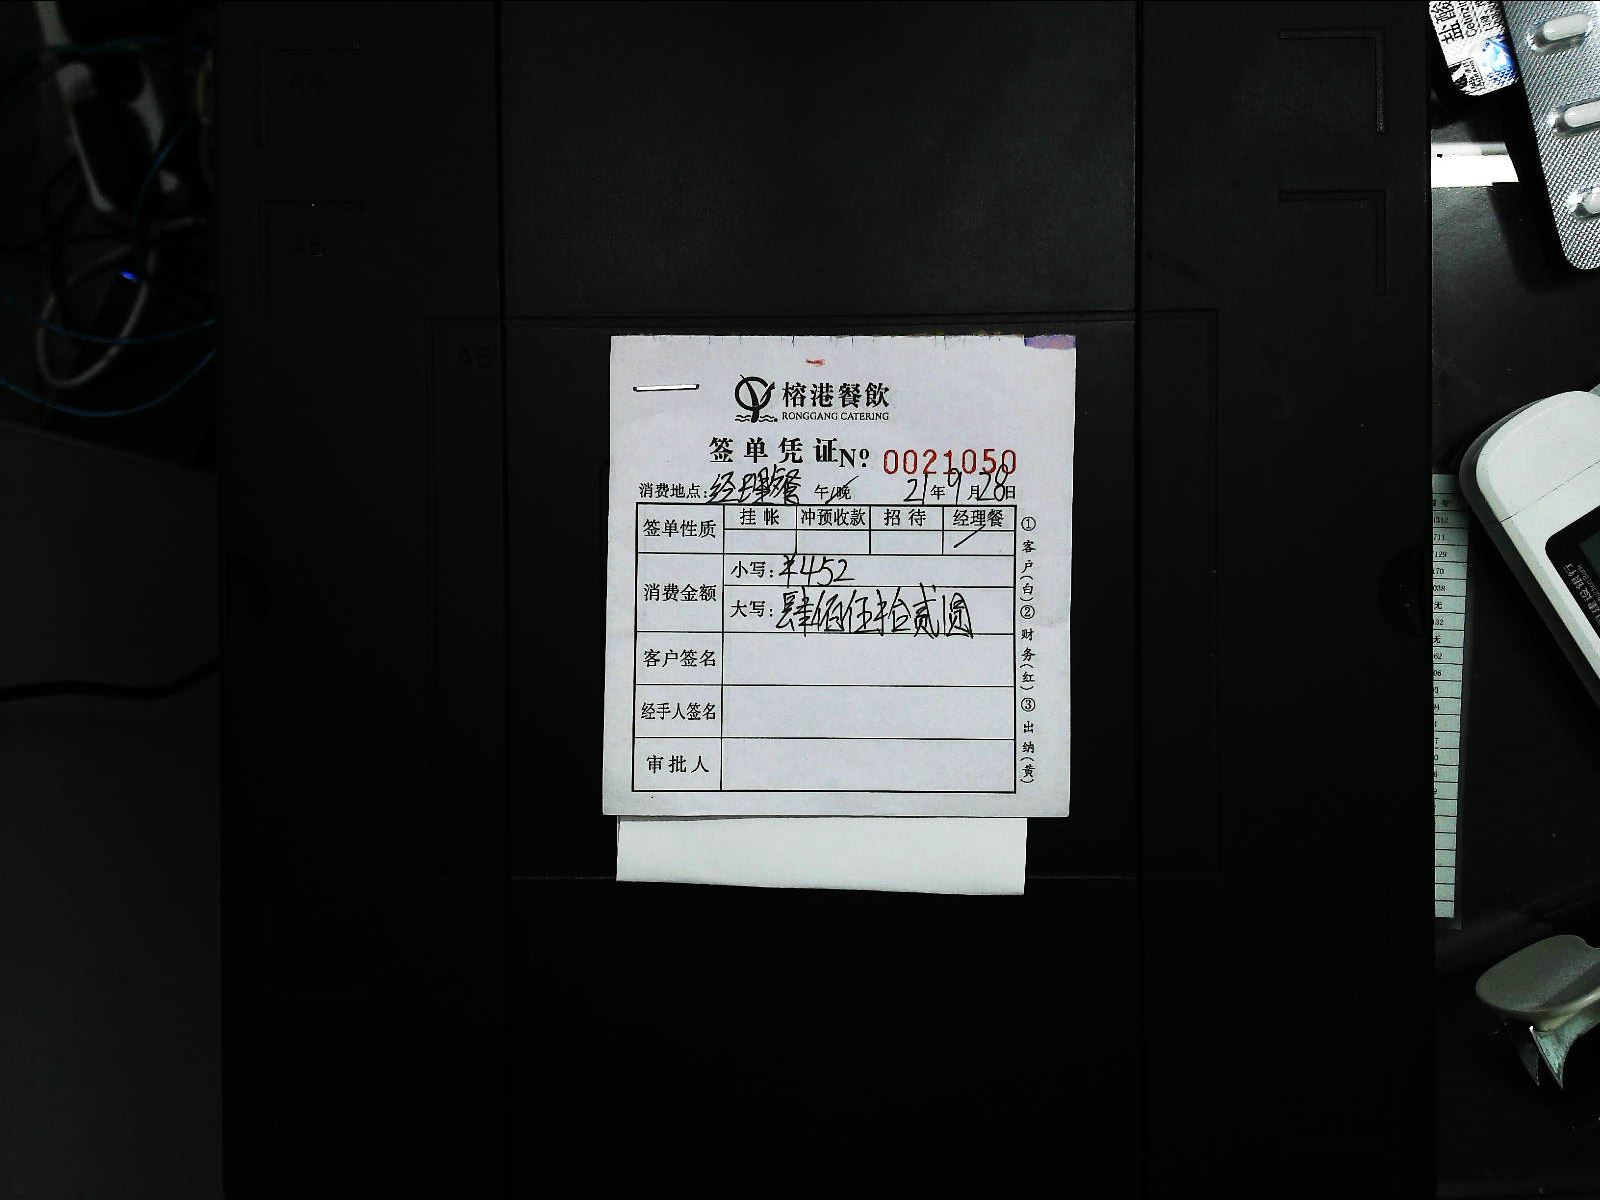 榕港餐飲
RONGGANG CATERING
签单凭证 Nº 0021050
消费地点:经理餐 午/晚 21年9月28日
签单性质 挂帐 冲预收款 招待 经理餐
消费金额 小写:¥452
大写:肆佰伍拾贰圆
客户签名
经手人签名
审批人
①客户(白)②财务(红)③出纳(黄)
A5
A6